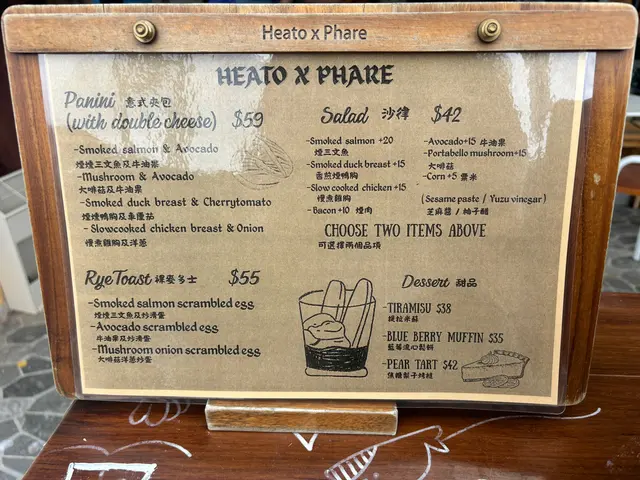 Heato x Phare
HEATO X PHARE
Panini 意式夾包
(with double cheese) $59
-Smoked salmon & Avocado
煙燻三文魚及牛油果
-Mushroom & Avocado
大啡菇及牛油果
-Smoked duck breast & Cherrytomato
煙燻鴨胸及車厘茄
-Slowcooked chicken breast & Onion
慢煮雞胸及洋蔥
Rye Toast 裸麥多士 $55
-Smoked salmon scrambled egg
煙燻三文魚及炒滑蛋
-Avocado scrambled egg
牛油果及炒滑蛋
-Mushroom onion scrambled egg
大啡菇洋蔥炒蛋
Salad 沙律 $42
-Smoked salmon +20
煙三文魚
-Smoked duck breast +15
香煎煙鴨胸
-Slow cooked chicken +15
慢煮雞胸
-Bacon +10 煙肉
-Avocado+15 牛油果
-Portabello mushroom+15
大啡菇
-Corn +5 粟米
(Sesame paste / Yuzu vinegar)
芝麻醬 / 柚子醋
CHOOSE TWO ITEMS ABOVE
可選擇兩個品項
Dessert 甜品
-TIRAMISU $38
提拉米蘇
-BLUE BERRY MUFFIN $35
藍莓流心鬆餅
-PEAR TART $42
焦糖梨子烤撻